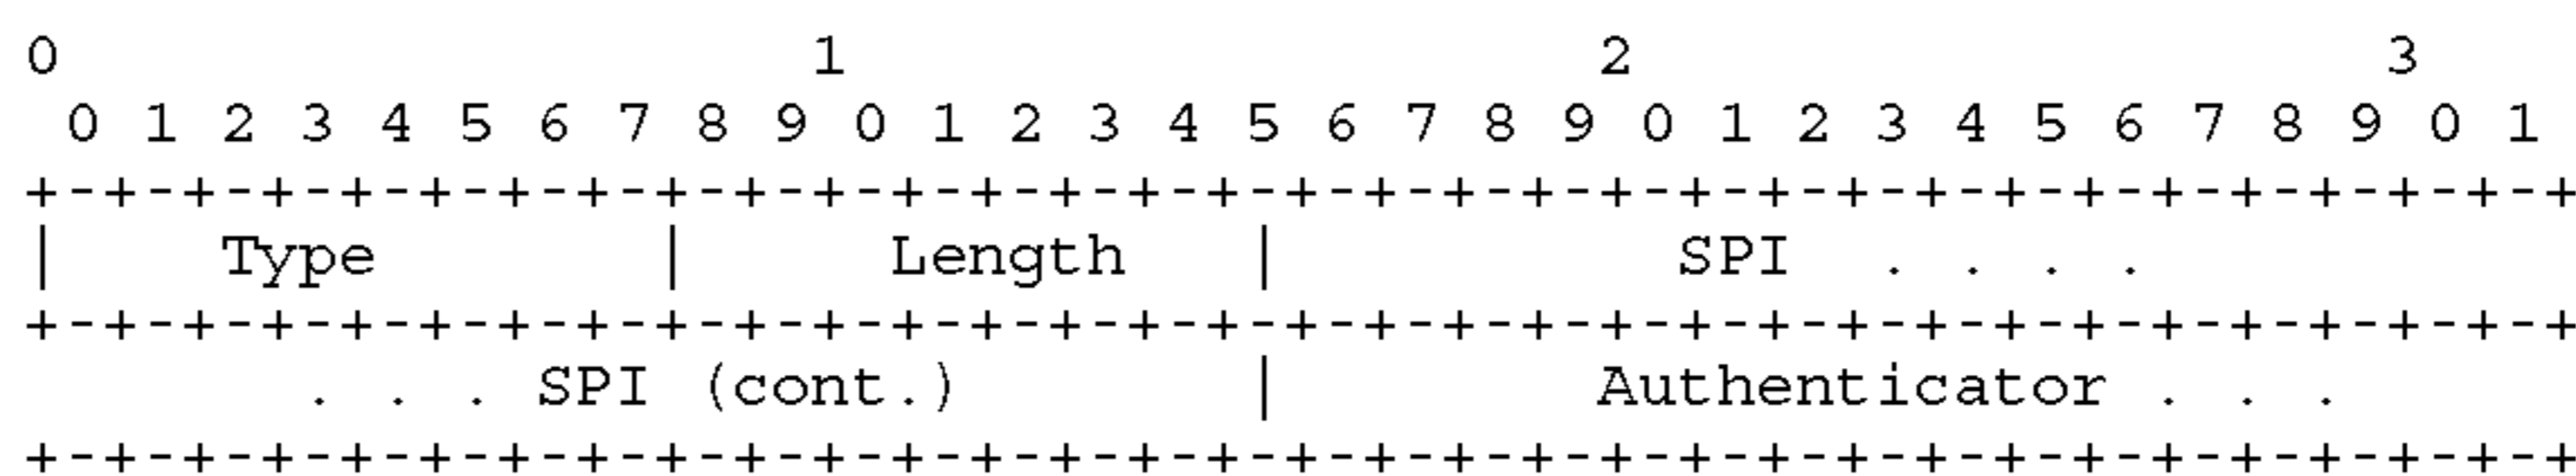 0                   1                   2                   3
 0 1 2 3 4 5 6 7 8 9 0 1 2 3 4 5 6 7 8 9 0 1 2 3 4 5 6 7 8 9 0 1
+-+-+-+-+-+-+-+-+-+-+-+-+-+-+-+-+-+-+-+-+-+-+-+-+-+-+-+-+-+-+-+-+
|    Type       |     Length   |          SPI  . . . .
+-+-+-+-+-+-+-+-+-+-+-+-+-+-+-+-+-+-+-+-+-+-+-+-+-+-+-+-+-+-+-+-+
       . . . SPI (cont.)       |        Authenticator . . .
+-+-+-+-+-+-+-+-+-+-+-+-+-+-+-+-+-+-+-+-+-+-+-+-+-+-+-+-+-+-+-+-+